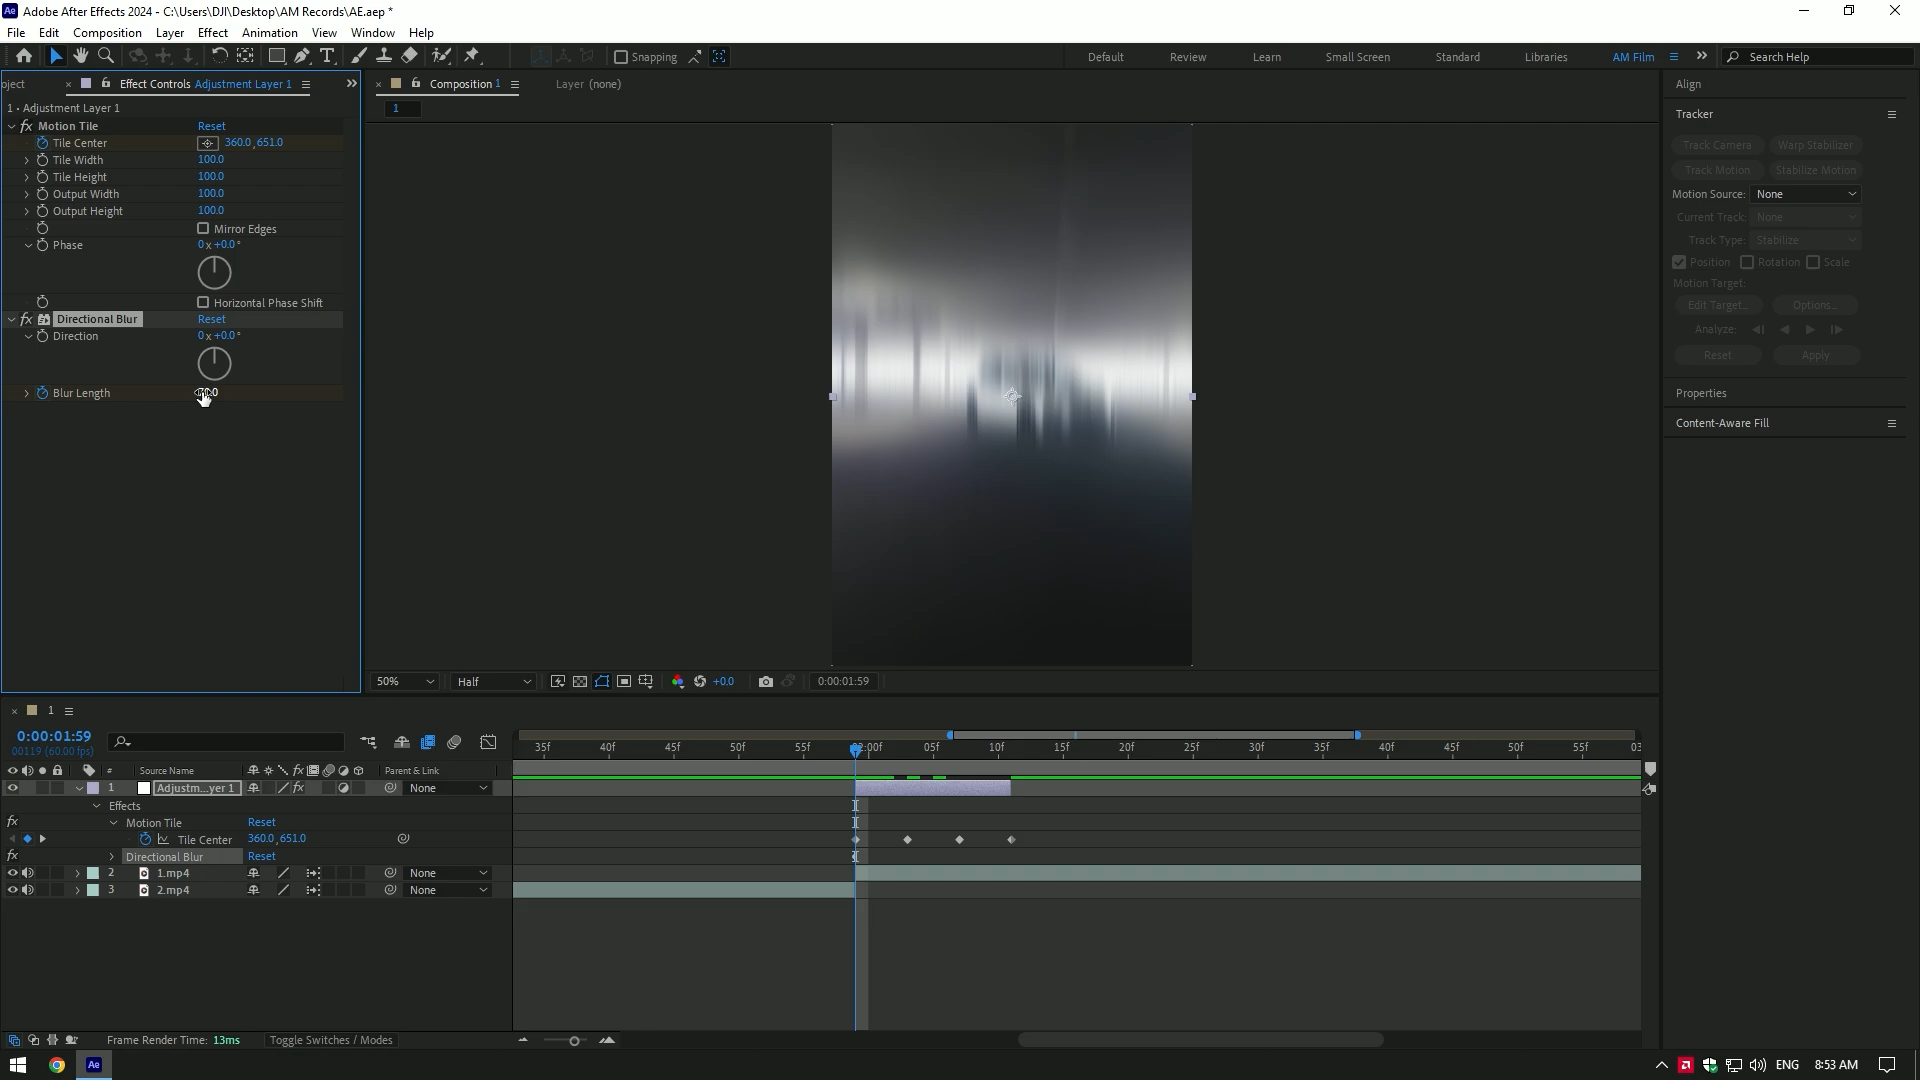 Adobe After Effects 2024 - C:\Users\DJI\Desktop\AM Records\AE.aep *
File Edit Composition Layer Effect Animation View Window Help
Snapping Default Review Learn Small Screen Standard Libraries AM Film Search Help
oject Effect Controls Adjustment Layer 1 Composition 1 Layer (none) Align
1 • Adjustment Layer 1
1
Motion Tile Reset
Tile Center 360.0,651.0
Tile Width 100.0
Tile Height 100.0
Output Width 100.0
Output Height 100.0
Mirror Edges
Phase 0x+0.0°
Horizontal Phase Shift
Directional Blur Reset
Direction 0x+0.0°
Blur Length
Tracker
Track Camera Warp Stabilizer
Track Motion Stabilize Motion
Motion Source: None
Current Track: None
Track Type: Stabilize
Position Rotation Scale
Motion Target:
Edit Target... Options...
Analyze:
Reset Apply
Properties
Content-Aware Fill
50% Half +0.0 0:00:01:59
1
0:00:01:59
00119 (60.00 fps)
35f 40f 45f 50f 55f 02:00f 05f 10f 15f 20f 25f 30f 35f 40f 45f 50f 55f 03
# Source Name Parent & Link
1 Adjustm...yer 1 None
Effects
Motion Tile Reset
Tile Center 360.0,651.0
Directional Blur Reset
2 1.mp4 None
3 2.mp4 None
Frame Render Time: 13ms Toggle Switches / Modes
Ae ENG 8:53 AM